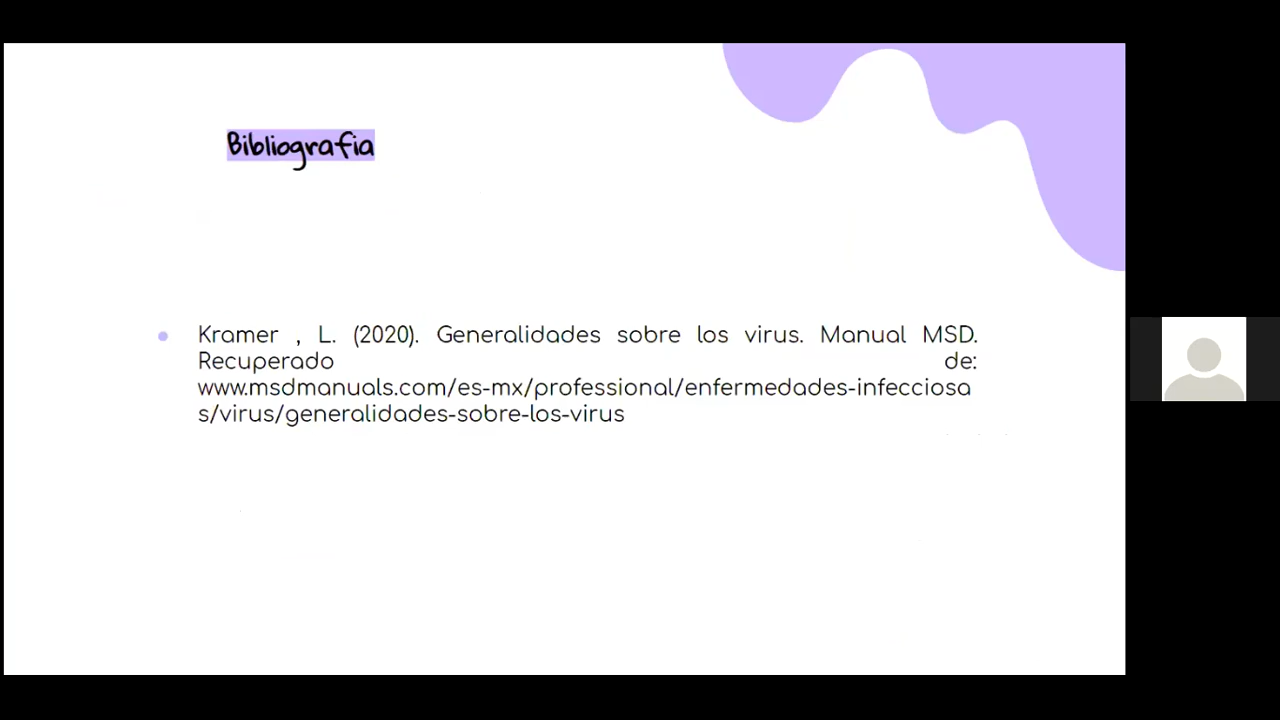 Bibliografia
Kramer , L. (2020). Generalidades sobre los virus. Manual MSD.
Recuperado de:
www.msdmanuals.com/es-mx/professional/enfermedades-infecciosa
s/virus/generalidades-sobre-los-virus